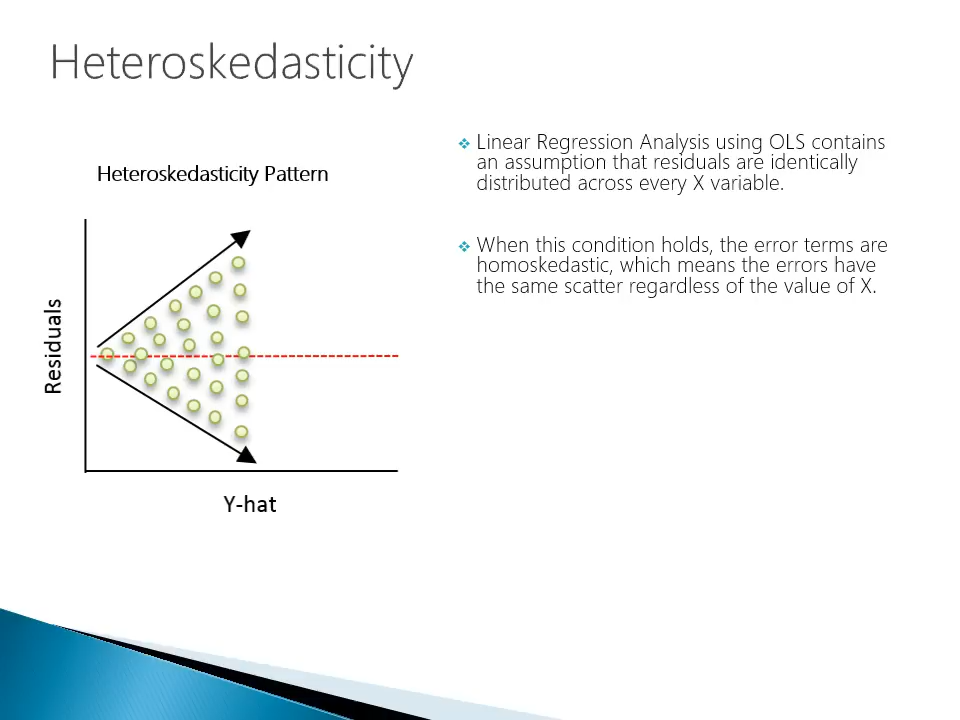 Heteroskedasticity
Heteroskedasticity Pattern
Residuals
Y-hat
Linear Regression Analysis using OLS contains
an assumption that residuals are identically
distributed across every X variable.
When this condition holds, the error terms are
homoskedastic, which means the errors have
the same scatter regardless of the value of X.